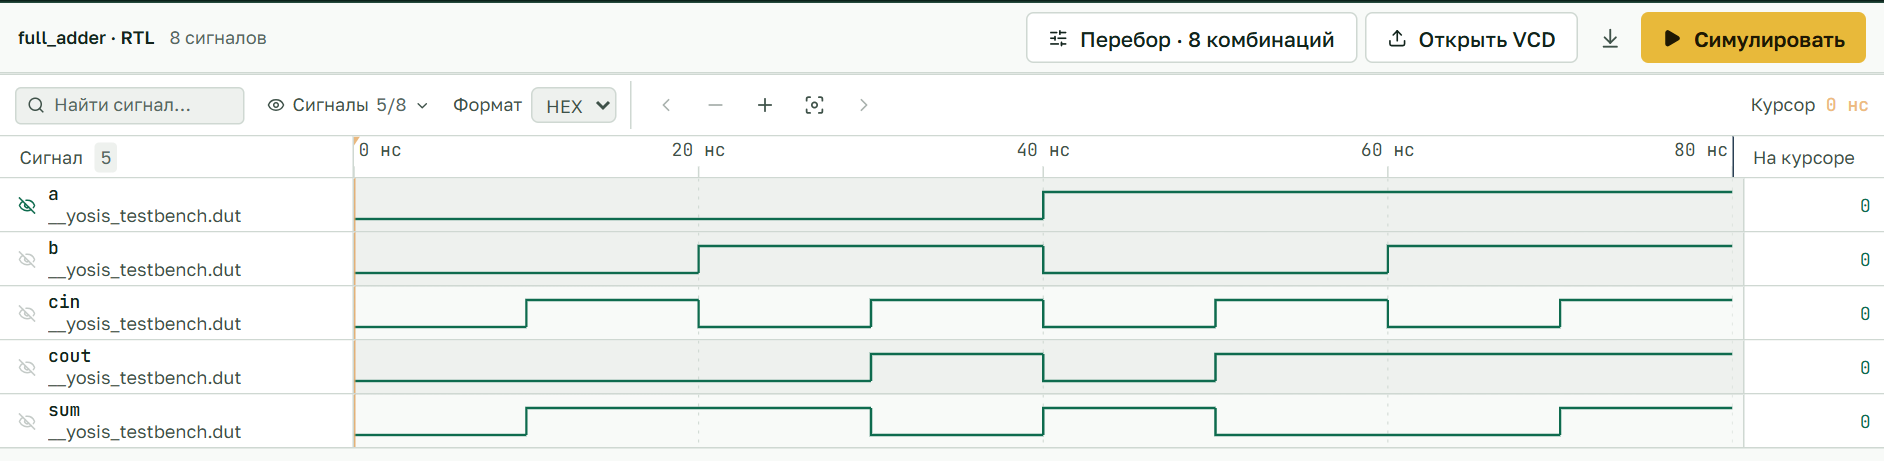 full_adder · RTL 8 сигналов Перебор · 8 комбинаций Открыть VCD Симулировать
Найти сигнал... Сигналы 5/8 Формат HEX Курсор 0 нс
Сигнал 5 0 нс 20 нс 40 нс 60 нс 80 нс На курсоре
a
__yosis_testbench.dut 0
b
__yosis_testbench.dut 0
cin
__yosis_testbench.dut 0
cout
__yosis_testbench.dut 0
sum
__yosis_testbench.dut 0